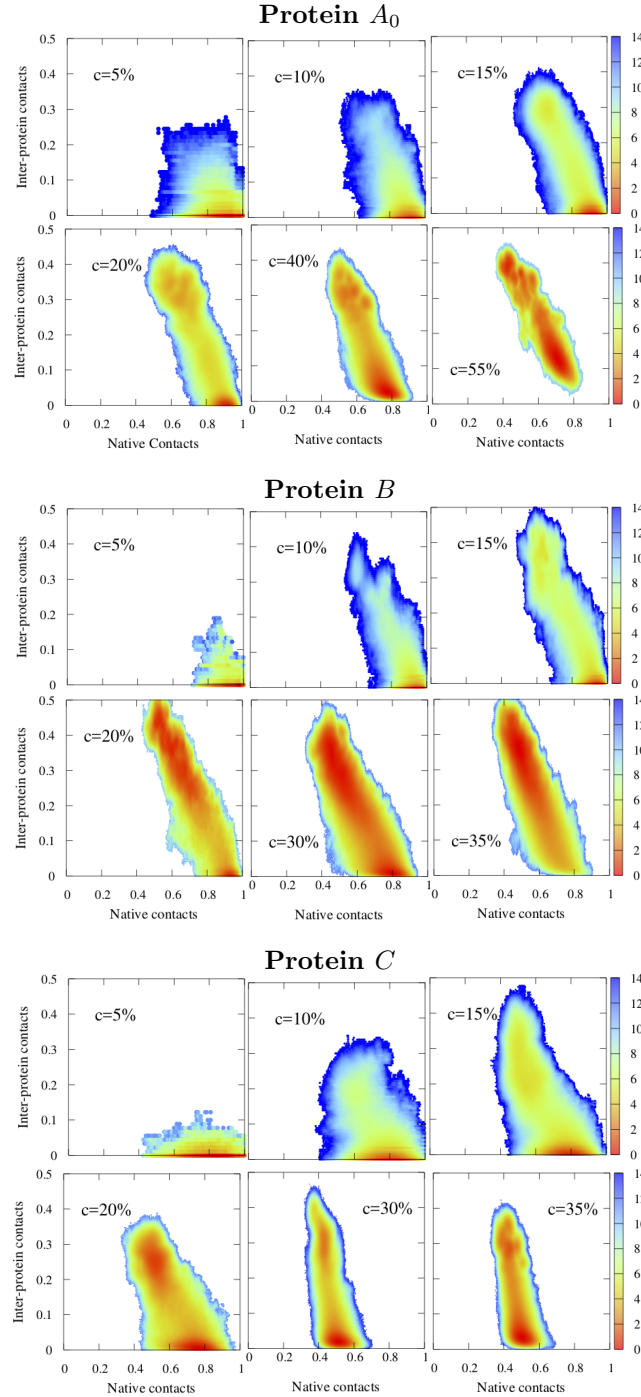 Protein A₀
0.5
0.4
0.3
0.2
0.1
0
Inter-protein contacts
c=5%
c=10%
c=15%
14
12
10
8
6
4
2
0
0.5
0.4
0.3
0.2
0.1
0
Inter-protein contacts
c=20%
c=40%
c=55%
14
12
10
8
6
4
2
0
0 0.2 0.4 0.6 0.8 1
0 0.2 0.4 0.6 0.8 1
0 0.2 0.4 0.6 0.8 1
Native Contacts
Native contacts
Native contacts
Protein B
0.5
0.4
0.3
0.2
0.1
0
Inter-protein contacts
c=5%
c=10%
c=15%
14
12
10
8
6
4
2
0
0.5
0.4
0.3
0.2
0.1
0
Inter-protein contacts
c=20%
c=30%
c=35%
14
12
10
8
6
4
2
0
0 0.2 0.4 0.6 0.8 1
0 0.2 0.4 0.6 0.8 1
0 0.2 0.4 0.6 0.8 1
Native contacts
Native contacts
Native contacts
Protein C
0.5
0.4
0.3
0.2
0.1
0
Inter-protein contacts
c=5%
c=10%
c=15%
14
12
10
8
6
4
2
0
0.5
0.4
0.3
0.2
0.1
0
Inter-protein contacts
c=20%
c=30%
c=35%
14
12
10
8
6
4
2
0
0 0.2 0.4 0.6 0.8 1
0 0.2 0.4 0.6 0.8 1
0 0.2 0.4 0.6 0.8 1
Native contacts
Native contacts
Native contacts